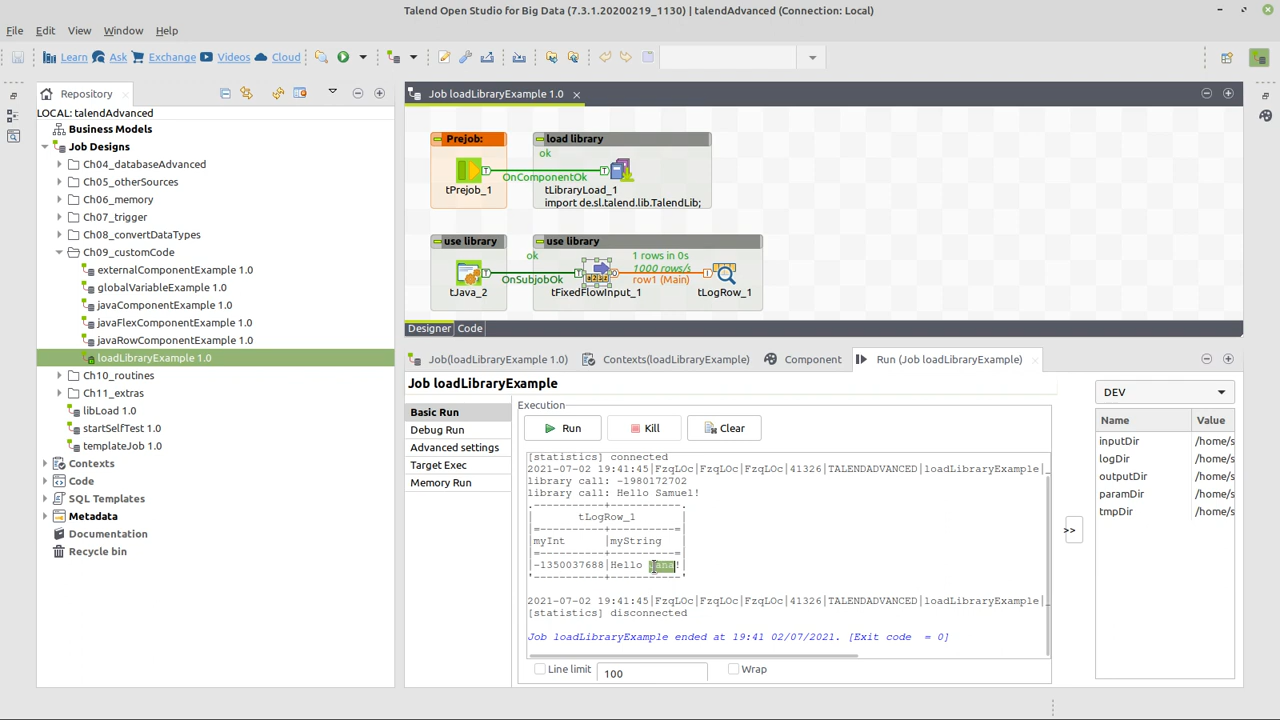 Talend Open Studio for Big Data (7.3.1.20200219_1130) | talendAdvanced (Connection: Local)
File Edit View Window Help
Learn Ask Exchange Videos Cloud
Repository
LOCAL: talendAdvanced
Business Models
Job Designs
Ch04_databaseAdvanced
Ch05_otherSources
Ch06_memory
Ch07_trigger
Ch08_convertDataTypes
Ch09_customCode
externalComponentExample 1.0
globalVariableExample 1.0
javaComponentExample 1.0
javaFlexComponentExample 1.0
javaRowComponentExample 1.0
loadLibraryExample 1.0
Ch10_routines
Ch11_extras
libLoad 1.0
startSelfTest 1.0
templateJob 1.0
Contexts
Code
SQL Templates
Metadata
Documentation
Recycle bin
Job loadLibraryExample 1.0
Prejob: load library
ok
OnComponentOk
tPrejob_1 tLibraryLoad_1
import de.sl.talend.lib.TalendLib;
use library use library
ok 1 rows in 0s
1000 rows/s
OnSubjobOk row1 (Main)
tJava_2 tFixedFlowInput_1 tLogRow_1
Designer Code
Job(loadLibraryExample 1.0) Contexts(loadLibraryExample) Component Run (Job loadLibraryExample)
Job loadLibraryExample
Basic Run
Debug Run
Advanced settings
Target Exec
Memory Run
Execution
Run Kill Clear
[statistics] connected
2021-07-02 19:41:45|FzqLOc|FzqLOc|FzqLOc|41326|TALENDADVANCED|loadLibraryExample|_
library call: -1980172702
library call: Hello Samuel!
.-----------+-----------.
| tLogRow_1 |
|=----------+----------=|
|myInt |myString |
|=----------+----------=|
|-1350037688|Hello !|
'-----------+-----------'
2021-07-02 19:41:45|FzqLOc|FzqLOc|FzqLOc|41326|TALENDADVANCED|loadLibraryExample|_
[statistics] disconnected
Job loadLibraryExample ended at 19:41 02/07/2021. [Exit code = 0]
Line limit 100 Wrap
>>
DEV
Name Value
inputDir /home/s
logDir /home/s
outputDir /home/s
paramDir /home/s
tmpDir /home/s